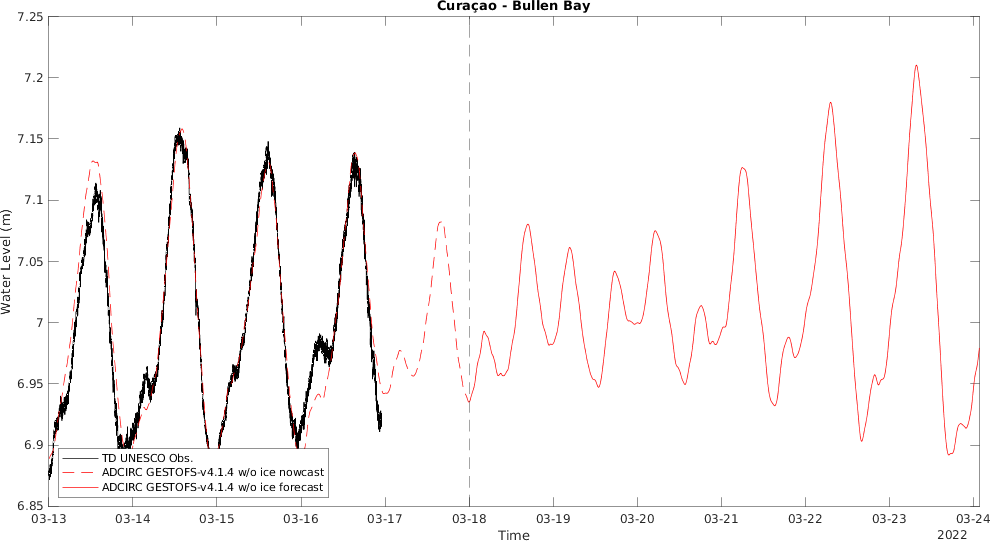 Curaçao - Bullen Bay
7.25
7.2
7.15
7.1
7.05
7
6.95
6.9
6.85
Water Level (m)
TD UNESCO Obs.
ADCIRC GESTOFS-v4.1.4 w/o ice nowcast
ADCIRC GESTOFS-v4.1.4 w/o ice forecast
03-13 03-14 03-15 03-16 03-17 03-18 03-19 03-20 03-21 03-22 03-23 03-24
Time
2022